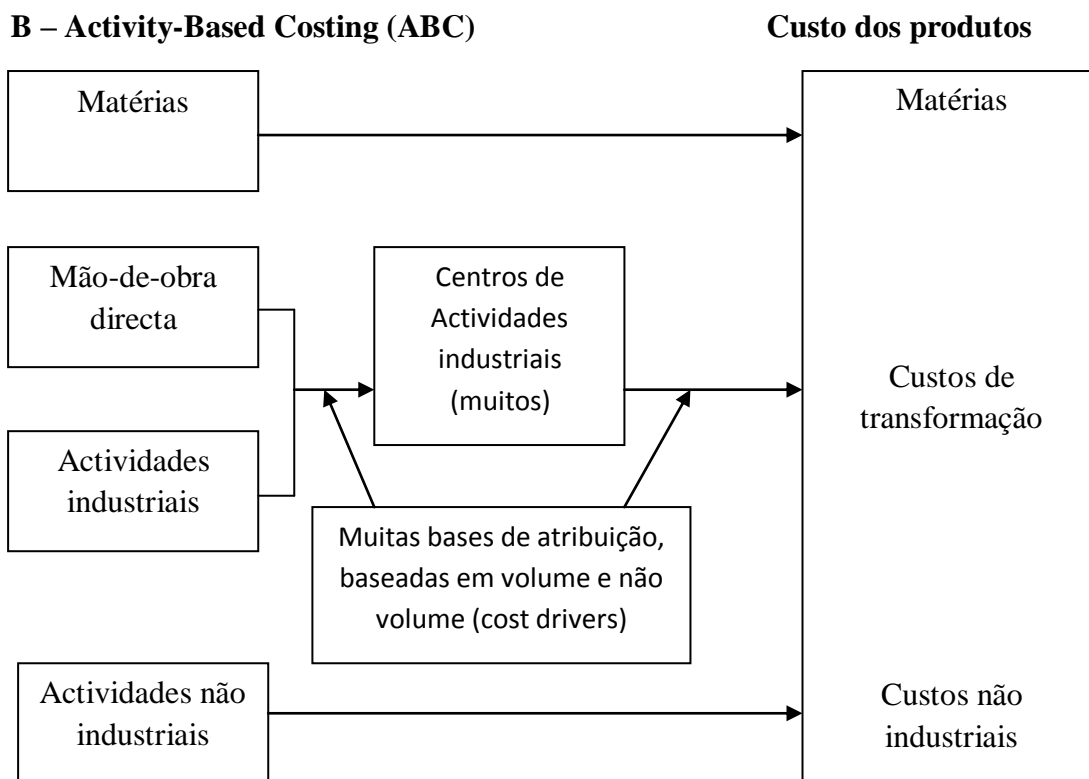 B – Activity-Based Costing (ABC)
Custo dos produtos
Matérias
Matérias
Mão-de-obra
directa
Centros de
Actividades
industriais
(muitos)
Custos de
transformação
Actividades
industriais
Muitas bases de atribuição,
baseadas em volume e não
volume (cost drivers)
Actividades não
industriais
Custos não
industriais